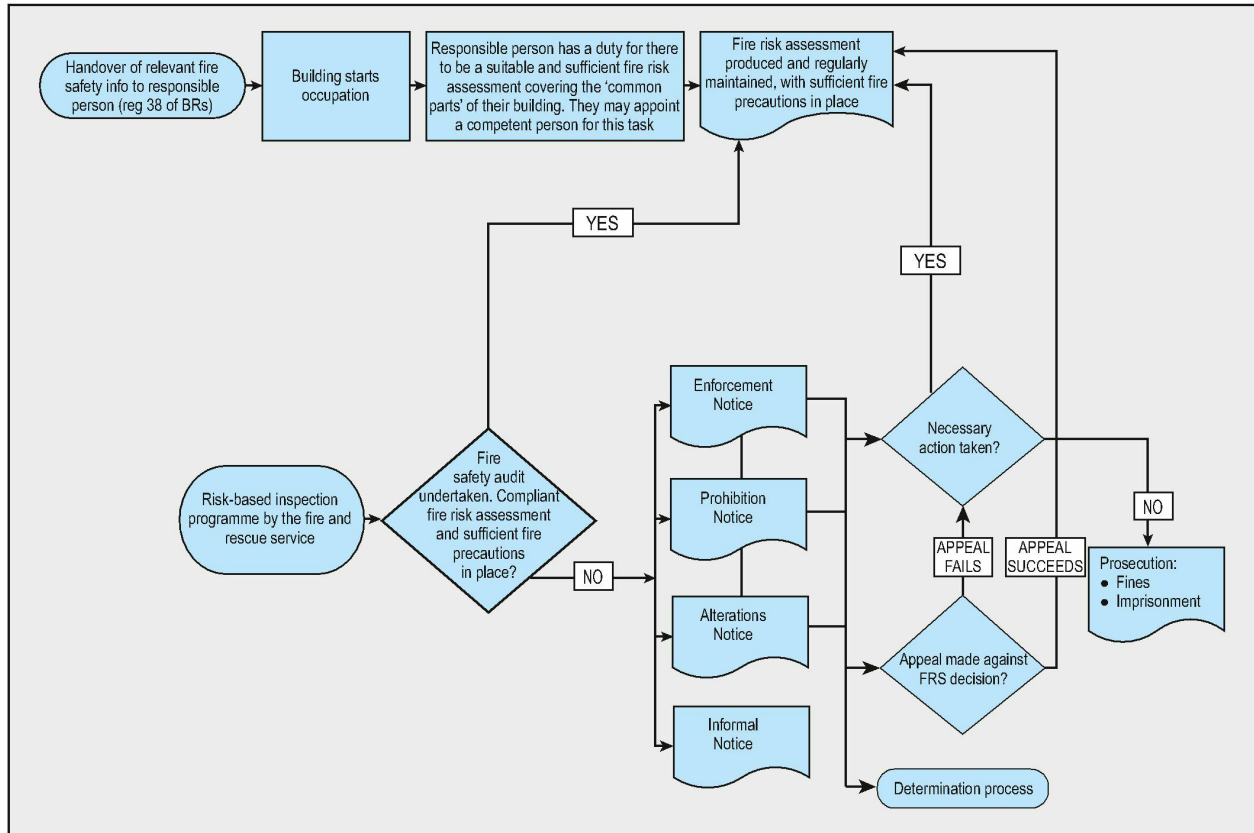 Handover of relevant fire
safety info to responsible
person (reg 38 of BRs)
Building starts
occupation
Responsible person has a duty for there
to be a suitable and sufficient fire risk
assessment covering the ‘common
parts’ of their building. They may appoint
a competent person for this task
Fire risk assessment
produced and regularly
maintained, with sufficient fire
precautions in place
YES
YES
Risk-based inspection
programme by the fire and
rescue service
Fire
safety audit
undertaken. Compliant
fire risk assessment
and sufficient fire
precautions
in place?
NO
Enforcement
Notice
Prohibition
Notice
Alterations
Notice
Informal
Notice
Necessary
action taken?
NO
APPEAL
FAILS
APPEAL
SUCCEEDS
Prosecution:
● Fines
● Imprisonment
Appeal made against
FRS decision?
Determination process